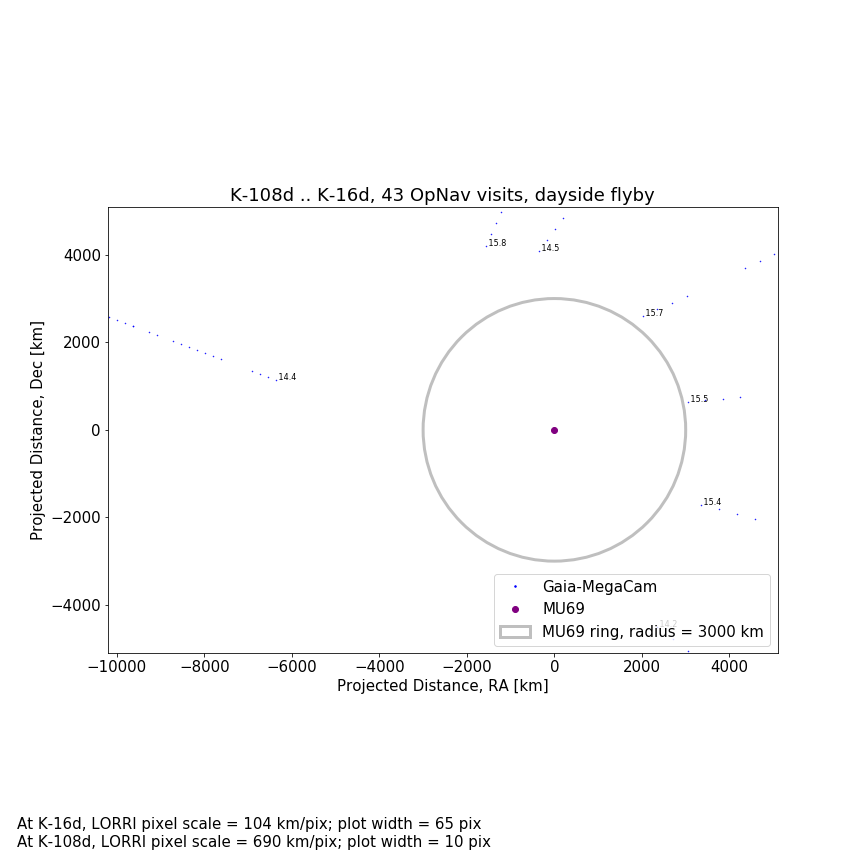 K-108d .. K-16d, 43 OpNav visits, dayside flyby
Projected Distance, Dec [km]
4000
2000
0
−2000
−4000
15.8
14.5
15.7
14.4
15.5
15.4
14.2
Gaia-MegaCam
MU69
MU69 ring, radius = 3000 km
−10000 −8000 −6000 −4000 −2000 0 2000 4000
Projected Distance, RA [km]
At K-16d, LORRI pixel scale = 104 km/pix; plot width = 65 pix
At K-108d, LORRI pixel scale = 690 km/pix; plot width = 10 pix